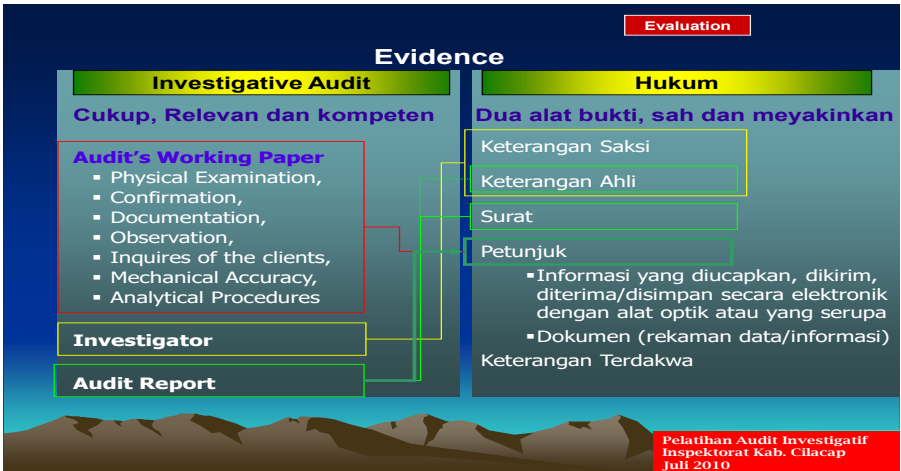 Evaluation
Evidence
Investigative Audit
Cukup, Relevan dan kompeten
Audit's Working Paper
▪ Physical Examination,
▪ Confirmation,
▪ Documentation,
▪ Observation,
▪ Inquires of the clients,
▪ Mechanical Accuracy,
▪ Analytical Procedures
Investigator
Audit Report
Hukum
Dua alat bukti, sah dan meyakinkan
Keterangan Saksi
Keterangan Ahli
Surat
Petunjuk
▪Informasi yang diucapkan, dikirim,
diterima/disimpan secara elektronik
dengan alat optik atau yang serupa
▪Dokumen (rekaman data/informasi)
Keterangan Terdakwa
Pelatihan Audit Investigatif
Inspektorat Kab. Cilacap
Juli 2010